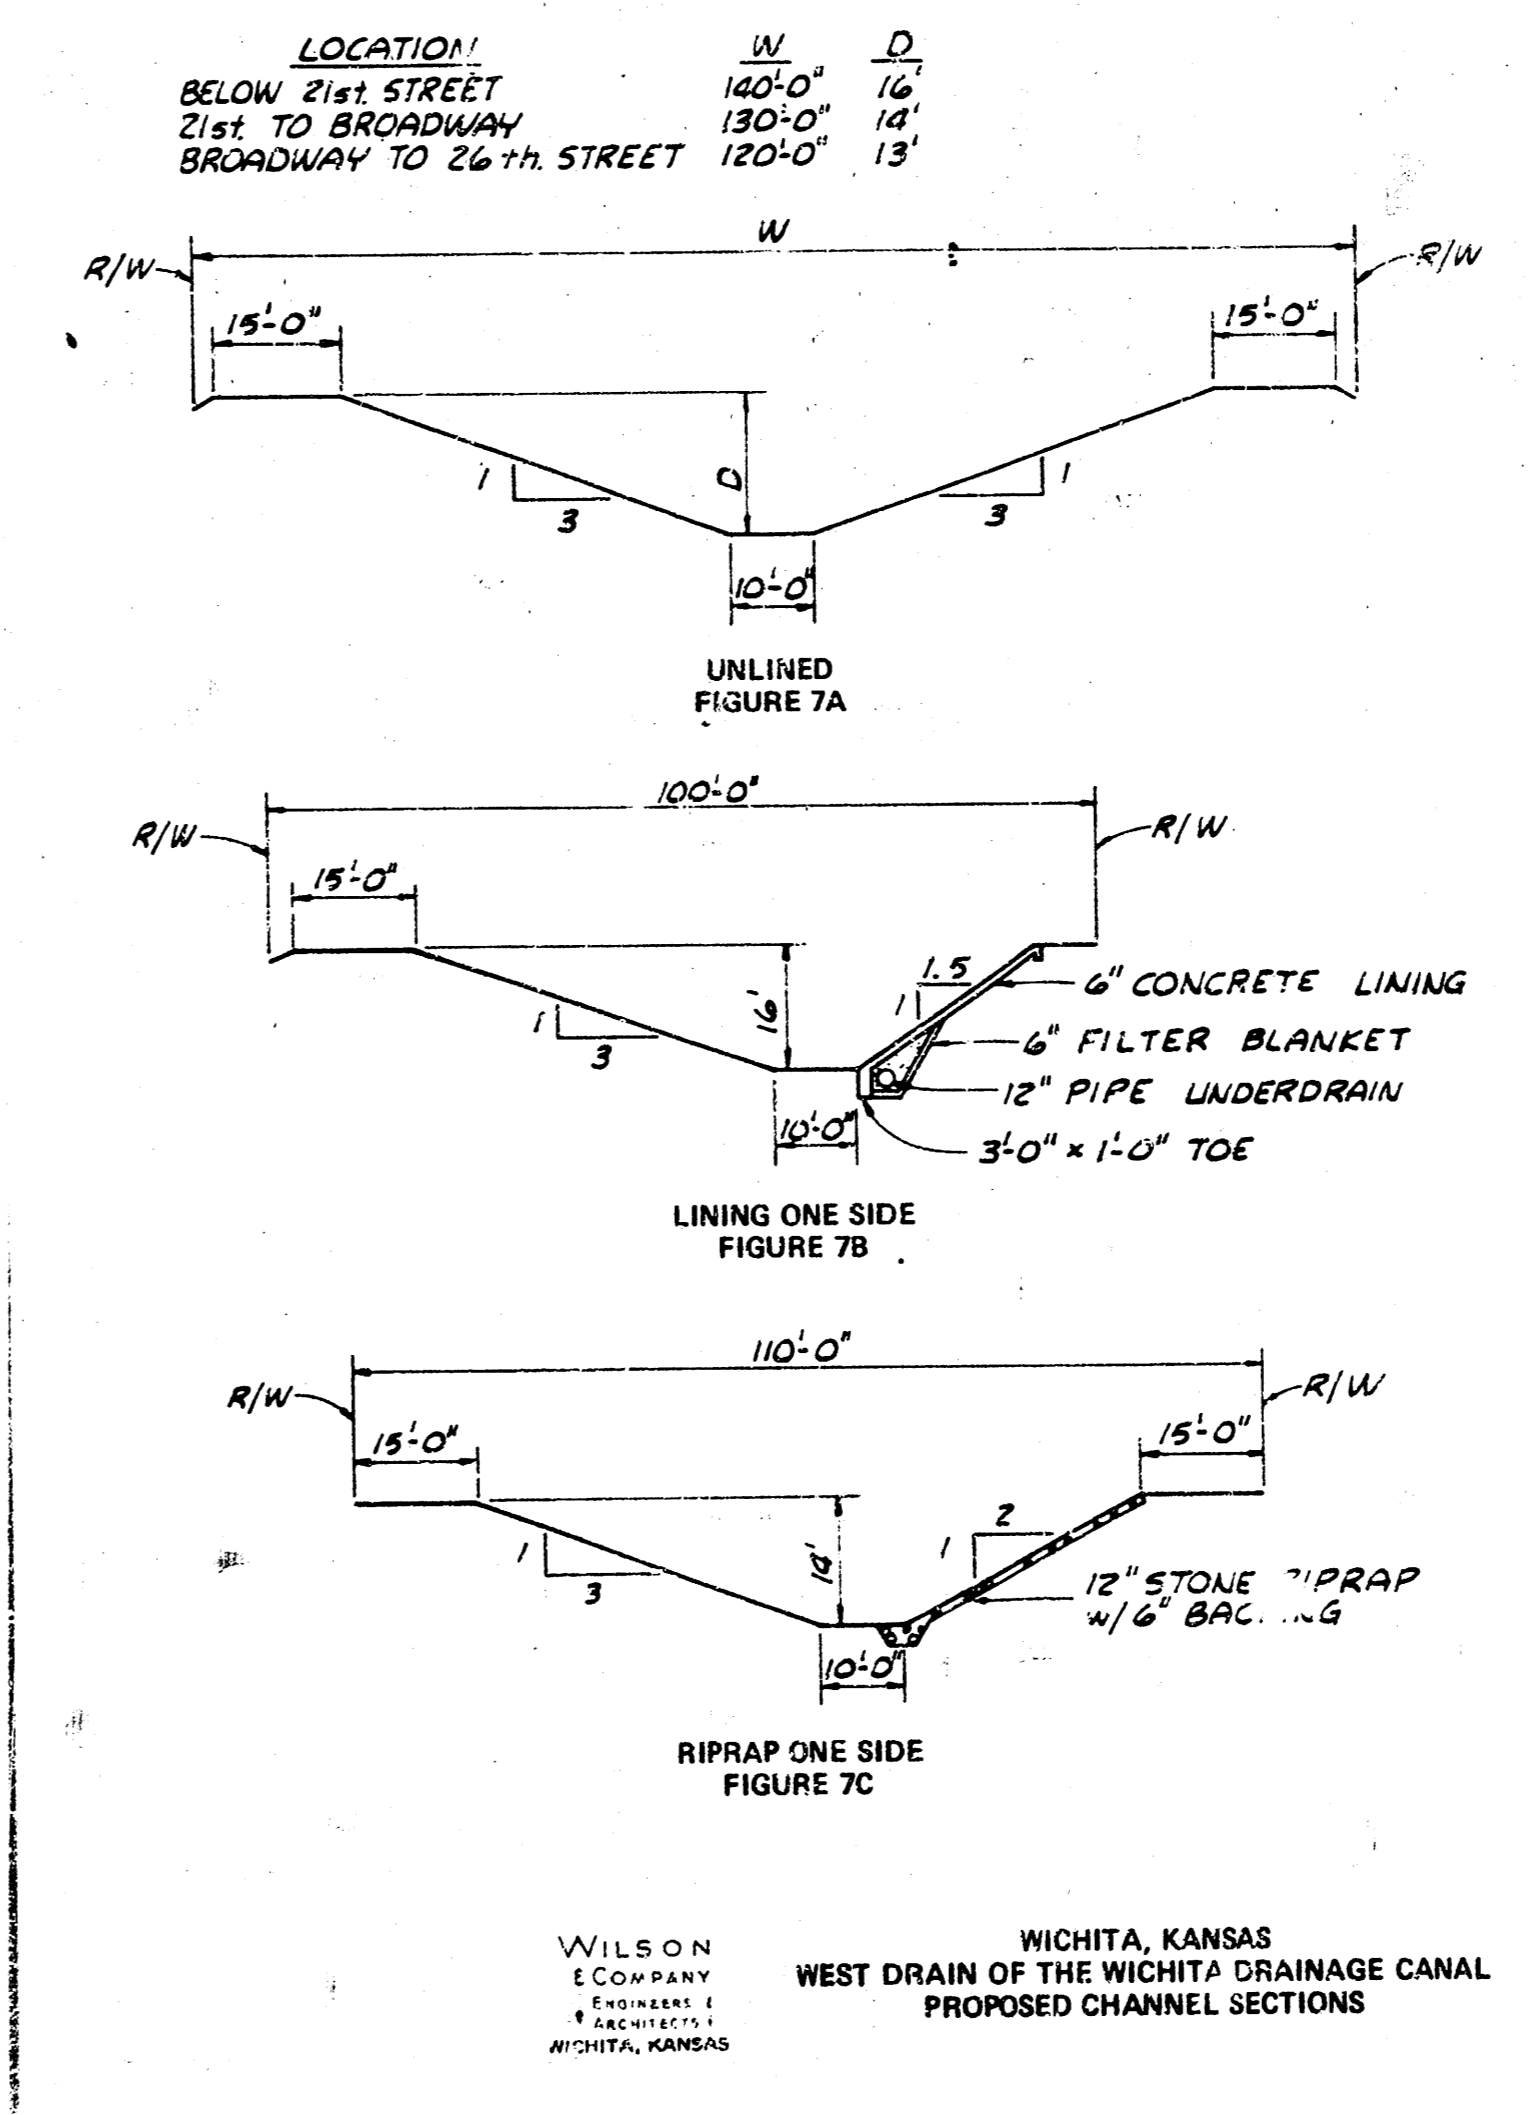 LOCATION W D
BELOW 21st. STREET 140'-0" 16'
21st. TO BROADWAY 130'-0" 14'
BROADWAY TO 26th. STREET 120'-0" 13'
W
R/W R/W
15'-0" 15'-0"
D
1 3 3 1
10'-0"
UNLINED
FIGURE 7A
100'-0"
R/W R/W
15'-0"
1.5
1
6" CONCRETE LINING
16'
1 3
6" FILTER BLANKET
12" PIPE UNDERDRAIN
10'-0"
3'-0" x 1'-0" TOE
LINING ONE SIDE
FIGURE 7B
110'-0"
R/W R/W
15'-0" 15'-0"
2
1 3 14' 1
12" STONE RIPRAP
w/ 6" BACKING
10'-0"
RIPRAP ONE SIDE
FIGURE 7C
WILSON
& COMPANY
ENGINEERS &
ARCHITECTS
WICHITA, KANSAS
WICHITA, KANSAS
WEST DRAIN OF THE WICHITA DRAINAGE CANAL
PROPOSED CHANNEL SECTIONS